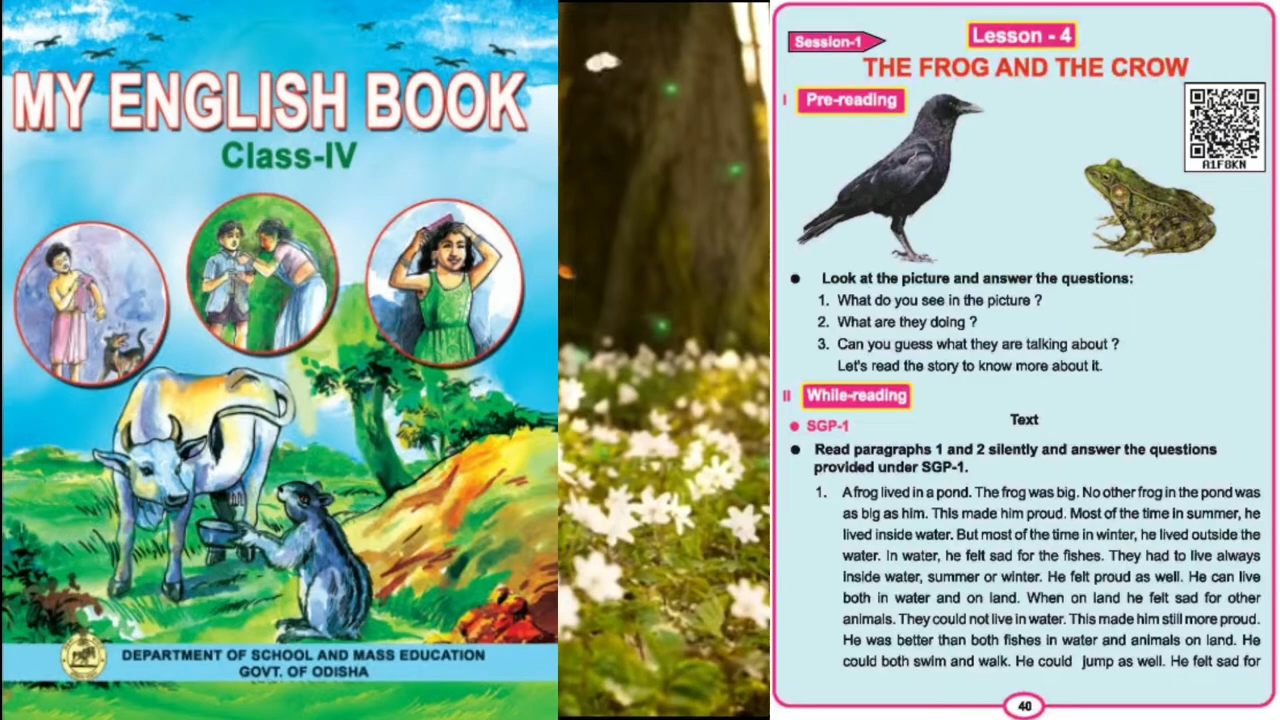 MY ENGLISH BOOK
Class-IV
DEPARTMENT OF SCHOOL AND MASS EDUCATION
GOVT. OF ODISHA
Session-1
Lesson - 4
THE FROG AND THE CROW
I Pre-reading
A1F8KN
● Look at the picture and answer the questions:
1. What do you see in the picture ?
2. What are they doing ?
3. Can you guess what they are talking about ?
Let's read the story to know more about it.
II While-reading
Text
● SGP-1
● Read paragraphs 1 and 2 silently and answer the questions
provided under SGP-1.
1. A frog lived in a pond. The frog was big. No other frog in the pond was
as big as him. This made him proud. Most of the time in summer, he
lived inside water. But most of the time in winter, he lived outside the
water. In water, he felt sad for the fishes. They had to live always
inside water, summer or winter. He felt proud as well. He can live
both in water and on land. When on land he felt sad for other
animals. They could not live in water. This made him still more proud.
He was better than both fishes in water and animals on land. He
could both swim and walk. He could jump as well. He felt sad for
40